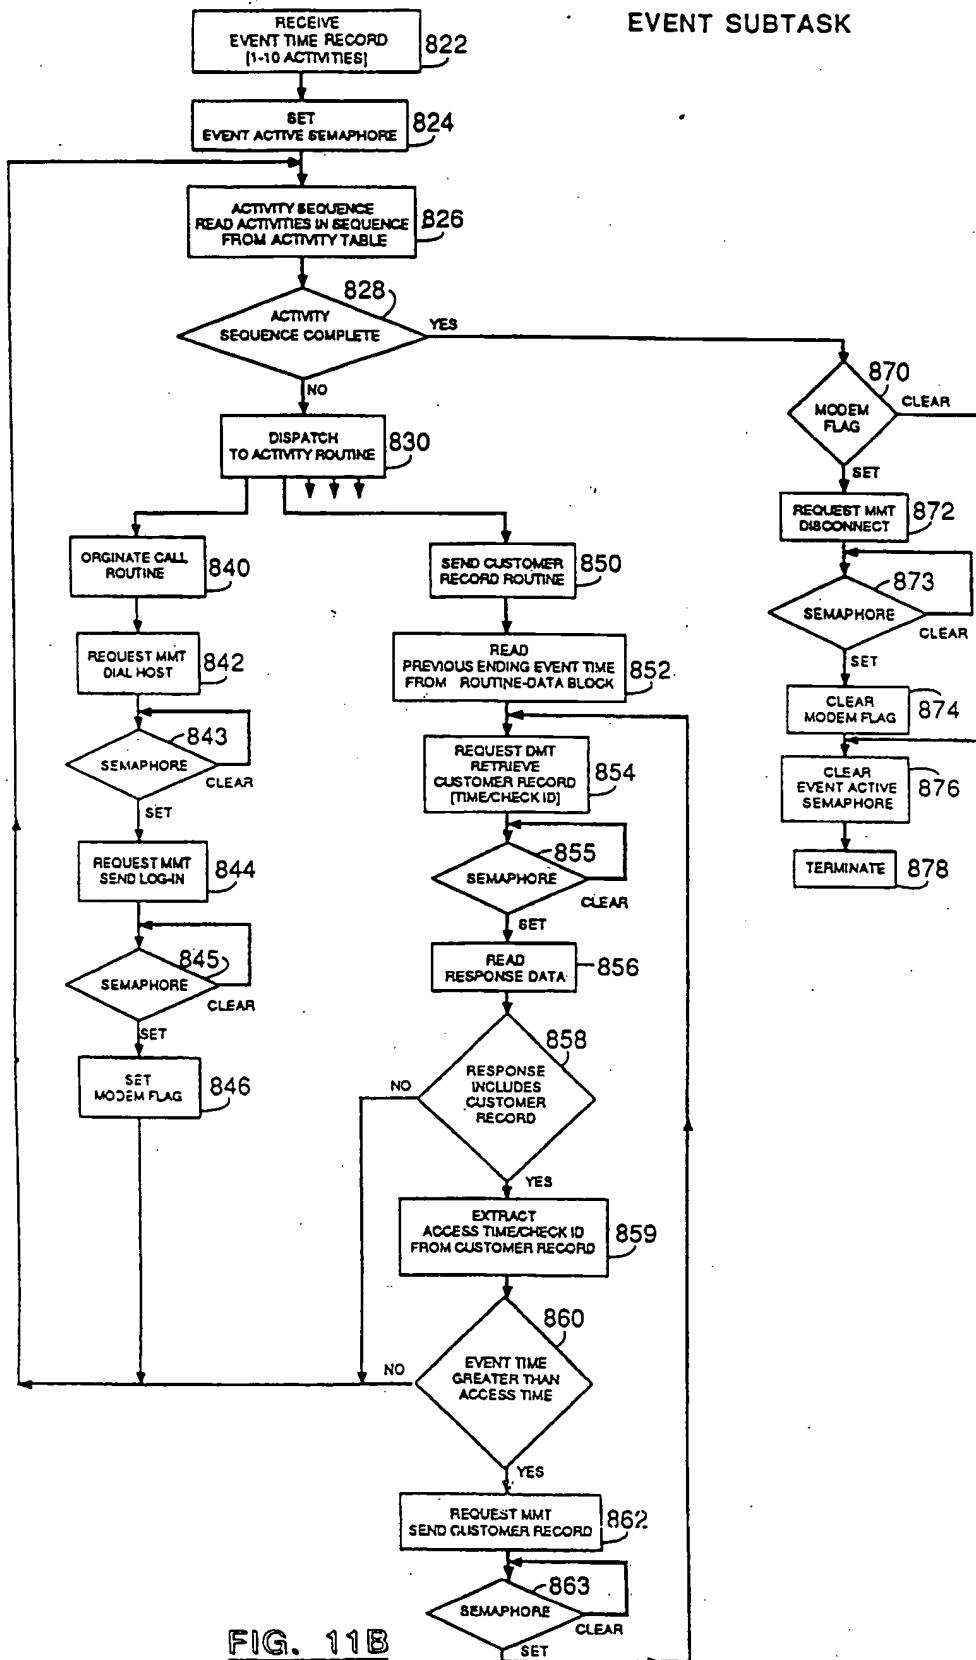 EVENT SUBTASK
RECEIVE
EVENT TIME RECORD
[1-10 ACTIVITIES]
822
SET
EVENT ACTIVE SEMAPHORE
824
ACTIVITY SEQUENCE
READ ACTIVITIES IN SEQUENCE
FROM ACTIVITY TABLE
826
828
ACTIVITY
SEQUENCE COMPLETE
YES
NO
DISPATCH
TO ACTIVITY ROUTINE
830
ORGINATE CALL
ROUTINE
840
REQUEST MMT
DIAL HOST
842
843
SEMAPHORE
CLEAR
SET
REQUEST MMT
SEND LOG-IN
844
845
SEMAPHORE
CLEAR
SET
SET
MODEM FLAG
846
SEND CUSTOMER
RECORD ROUTINE
850
READ
PREVIOUS ENDING EVENT TIME
FROM ROUTINE-DATA BLOCK
852
REQUEST DMT
RETRIEVE
CUSTOMER RECORD
[TIME/CHECK ID]
854
855
SEMAPHORE
CLEAR
SET
READ
RESPONSE DATA
856
858
RESPONSE
INCLUDES
CUSTOMER
RECORD
NO
YES
EXTRACT
ACCESS TIME/CHECK ID
FROM CUSTOMER RECORD
859
860
EVENT TIME
GREATER THAN
ACCESS TIME
NO
YES
REQUEST MMT
SEND CUSTOMER RECORD
862
863
SEMAPHORE
CLEAR
SET
870
MODEM
FLAG
CLEAR
SET
REQUEST MMT
DISCONNECT
872
873
SEMAPHORE
CLEAR
SET
CLEAR
MODEM FLAG
874
CLEAR
EVENT ACTIVE
SEMAPHORE
876
TERMINATE
878
FIG. 11B